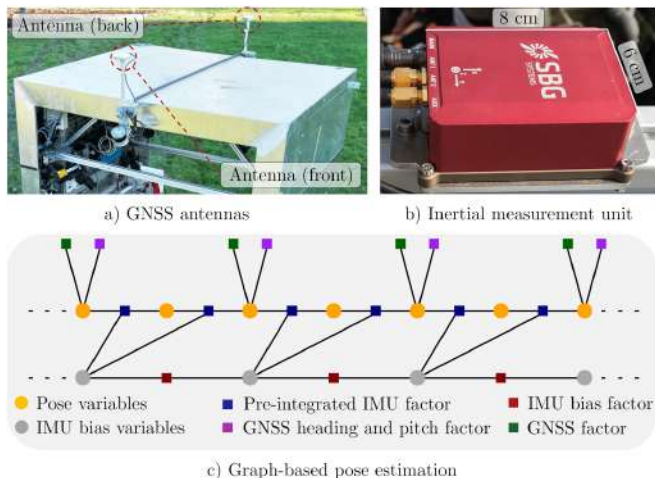 Antenna (back)
Antenna (front)
a) GNSS antennas
8 cm
6 cm
SBG
SYSTEMS
b) Inertial measurement unit
Pose variables
Pre-integrated IMU factor
IMU bias factor
IMU bias variables
GNSS heading and pitch factor
GNSS factor
c) Graph-based pose estimation